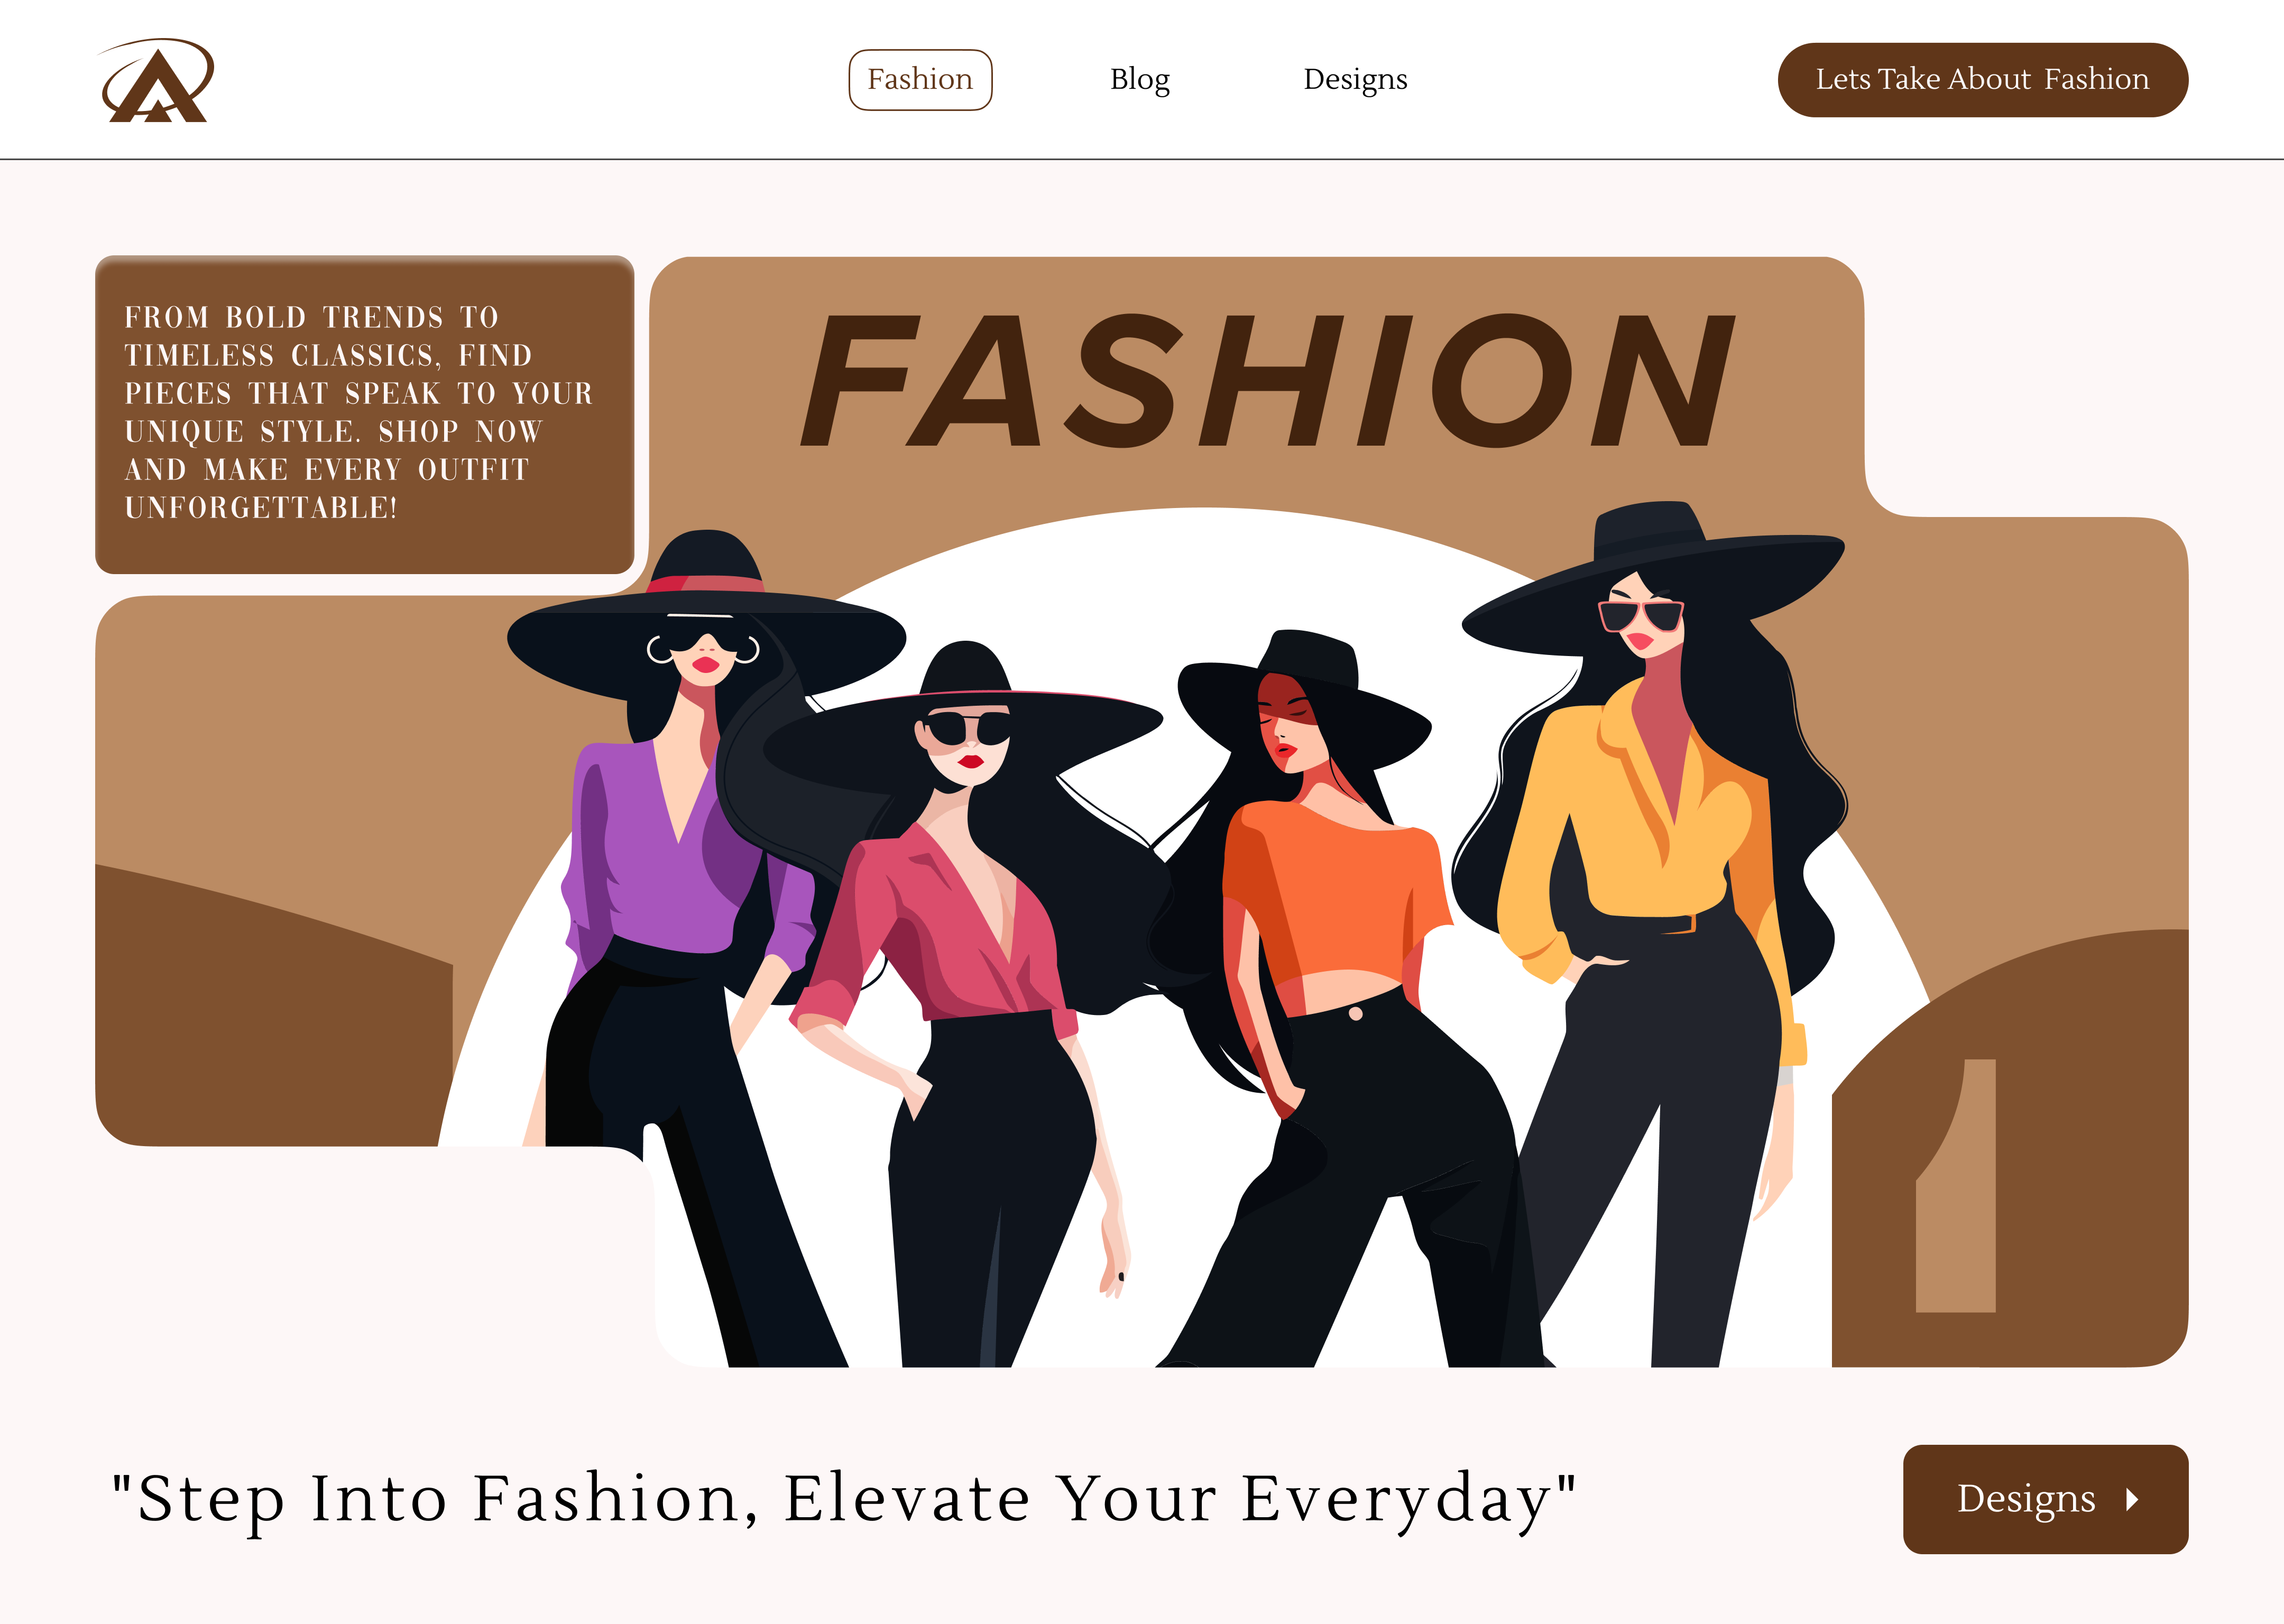 Fashion
Blog
Designs
Lets Take About Fashion
FROM BOLD TRENDS TO
TIMELESS CLASSICS, FIND
PIECES THAT SPEAK TO YOUR
UNIQUE STYLE. SHOP NOW
AND MAKE EVERY OUTFIT
UNFORGETTABLE!
FASHION
1
"Step Into Fashion, Elevate Your Everyday"
Designs